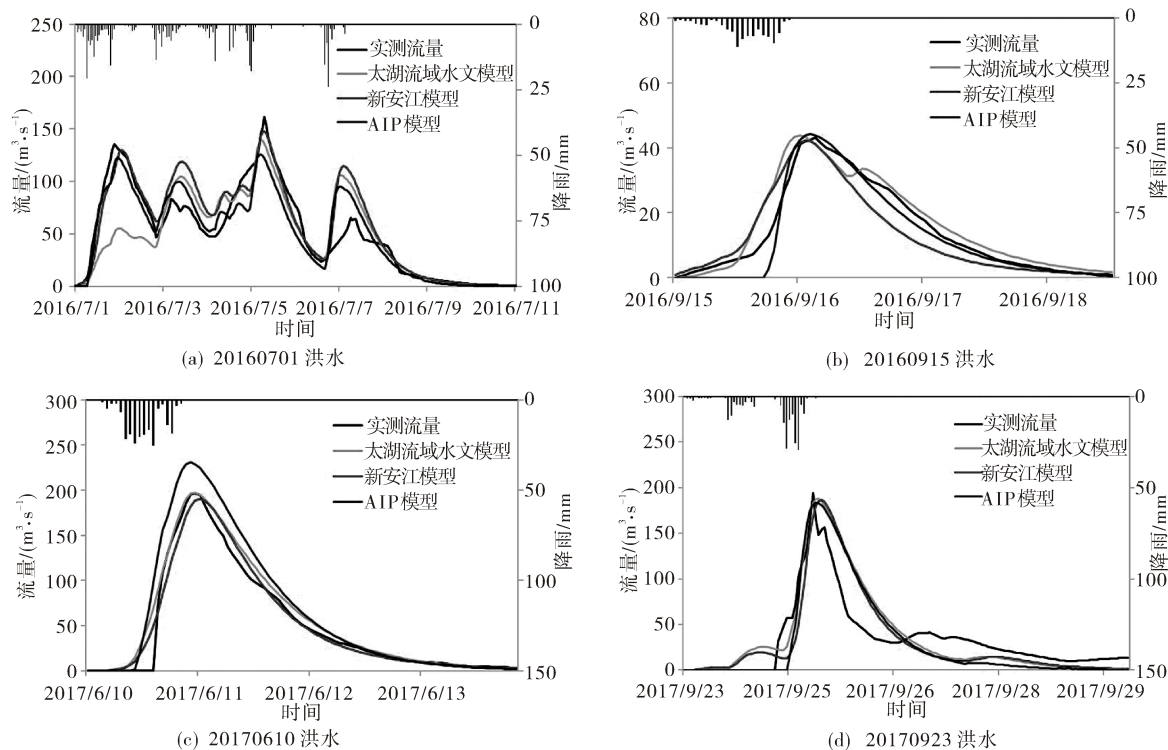 250
200
150
100
50
0
流量/(m³·s⁻¹)
0
25
50
75
100
降雨/mm
实测流量
太湖流域水文模型
新安江模型
AIP模型
2016/7/1 2016/7/3 2016/7/5 2016/7/7 2016/7/9 2016/7/11
时间
(a) 20160701 洪水
80
60
40
20
0
流量/(m³·s⁻¹)
0
25
50
75
100
降雨/mm
实测流量
太湖流域水文模型
新安江模型
AIP模型
2016/9/15 2016/9/16 2016/9/17 2016/9/18
时间
(b) 20160915 洪水
300
250
200
150
100
50
0
流量/(m³·s⁻¹)
0
50
100
150
降雨/mm
实测流量
太湖流域水文模型
新安江模型
AIP模型
2017/6/10 2017/6/11 2017/6/12 2017/6/13
时间
(c) 20170610 洪水
300
250
200
150
100
50
0
流量/(m³·s⁻¹)
0
50
100
150
降雨/mm
实测流量
太湖流域水文模型
新安江模型
AIP模型
2017/9/23 2017/9/25 2017/9/26 2017/9/28 2017/9/29
时间
(d) 20170923 洪水